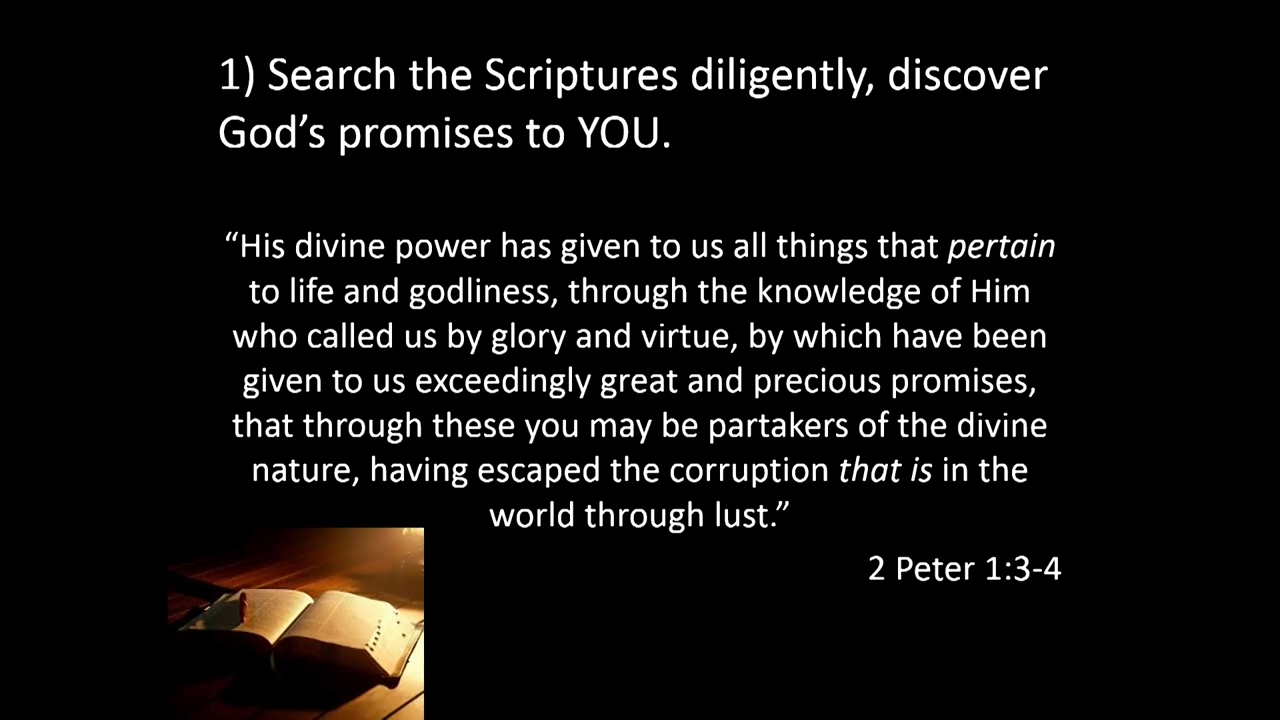 1) Search the Scriptures diligently, discover
God’s promises to YOU.
“His divine power has given to us all things that pertain
to life and godliness, through the knowledge of Him
who called us by glory and virtue, by which have been
given to us exceedingly great and precious promises,
that through these you may be partakers of the divine
nature, having escaped the corruption that is in the
world through lust.”
2 Peter 1:3-4